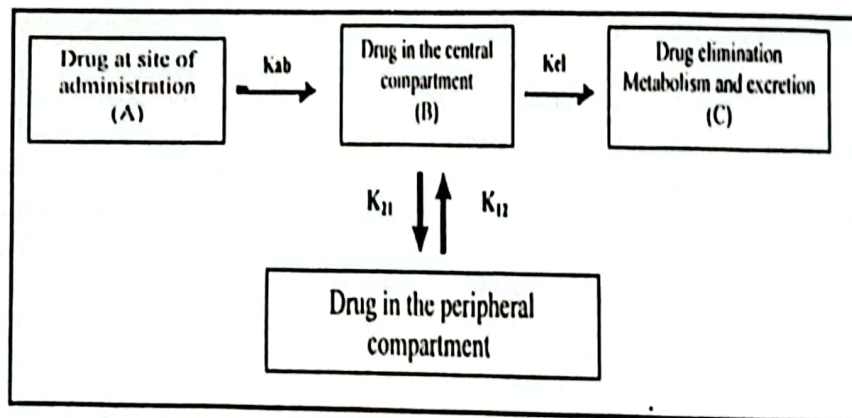 Drug at site of
administration
(A)
Kab
Drug in the central
compartment
(B)
Kel
Drug elimination
Metabolism and excretion
(C)
K21
K12
Drug in the peripheral
compartment